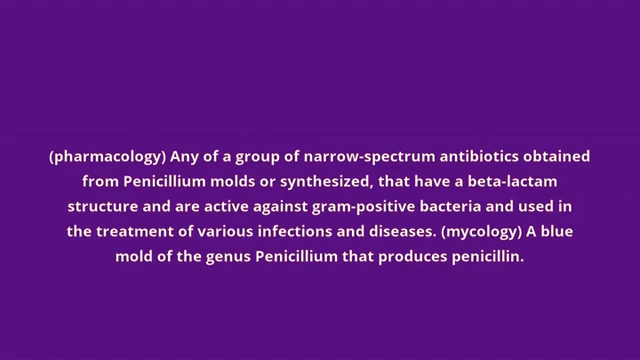 (pharmacology) Any of a group of narrow-spectrum antibiotics obtained
from Penicillium molds or synthesized, that have a beta-lactam
structure and are active against gram-positive bacteria and used in
the treatment of various infections and diseases. (mycology) A blue
mold of the genus Penicillium that produces penicillin.